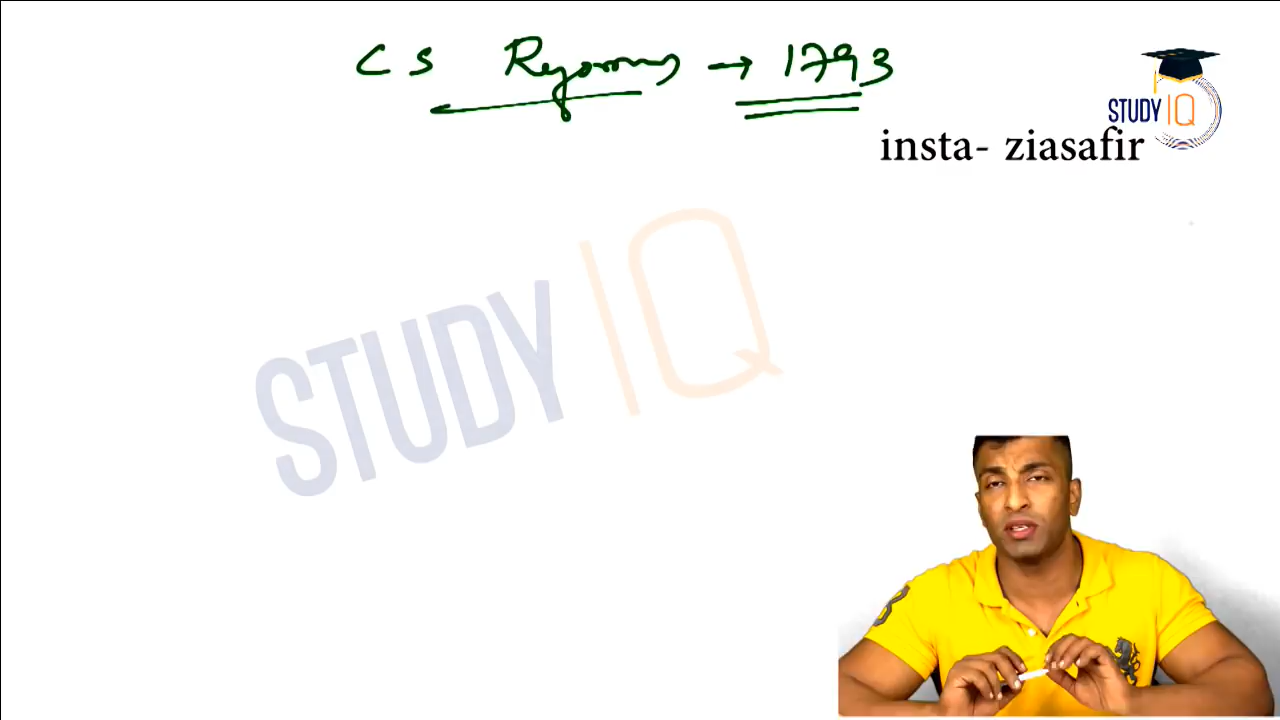 CS Reforms → 1793
STUDY IQ
insta- ziasafir
STUDY IQ